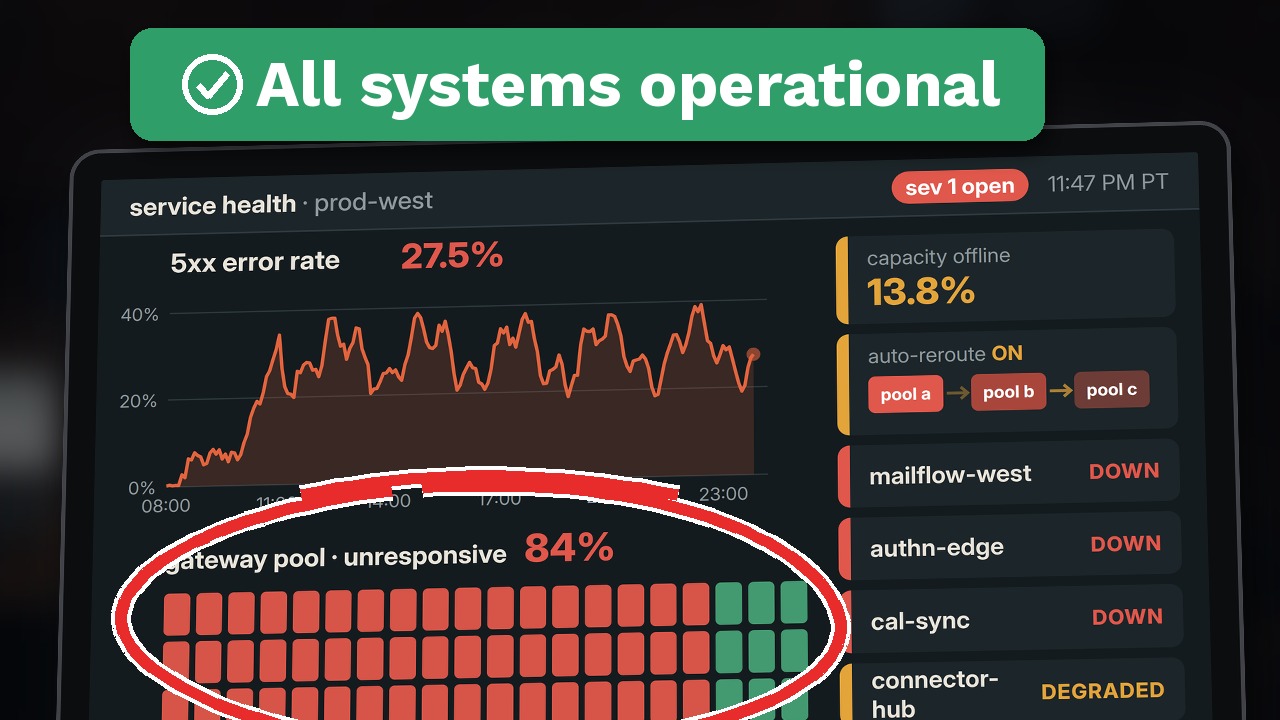 All systems operational
service health · prod-west
sev 1 open
11:47 PM PT
5xx error rate
27.5%
40%
20%
0%
08:00
17:00
23:00
gateway pool · unresponsive
84%
capacity offline
13.8%
auto-reroute ON
pool a
pool b
pool c
mailflow-west
DOWN
authn-edge
DOWN
cal-sync
DOWN
connector-
hub
DEGRADED